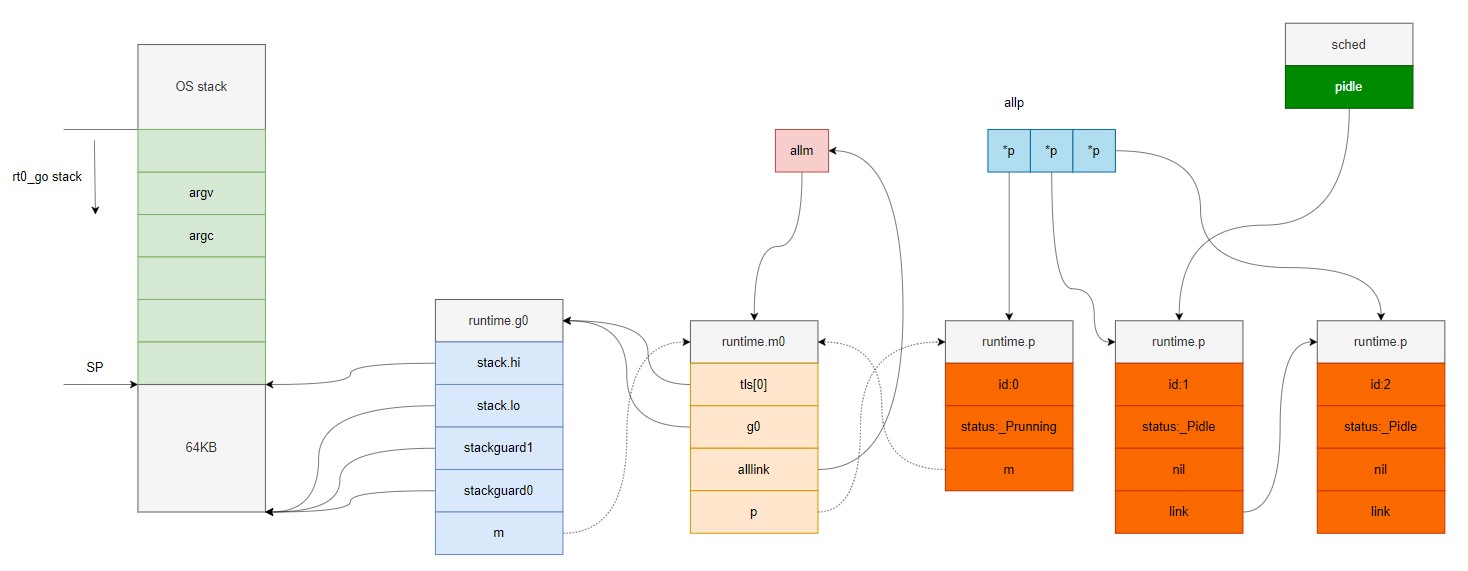 sched
pidle
OS stack
allp
rt0_go stack
argv
argc
allm
*p
*p
*p
SP
64KB
runtime.g0
stack.hi
stack.lo
stackguard1
stackguard0
m
runtime.m0
tls[0]
g0
alllink
p
runtime.p
id:0
status:_Prunning
m
runtime.p
id:1
status:_Pidle
nil
link
runtime.p
id:2
status:_Pidle
nil
link